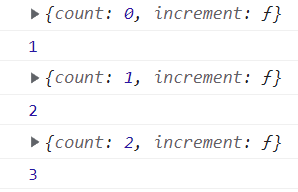 ▶ {count: 0, increment: ƒ}
1
▶ {count: 1, increment: ƒ}
2
▶ {count: 2, increment: ƒ}
3